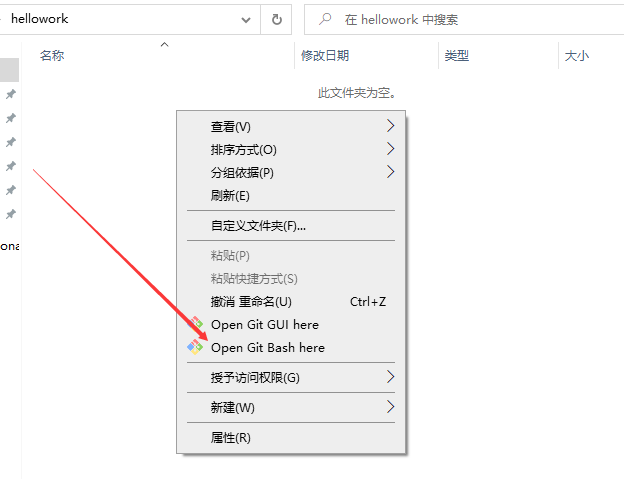 hellowork
在 hellowork 中搜索
名称 修改日期 类型 大小
此文件夹为空。
查看(V)
排序方式(O)
分组依据(P)
刷新(E)
自定义文件夹(F)...
粘贴(P)
粘贴快捷方式(S)
撤消 重命名(U) Ctrl+Z
Open Git GUI here
Open Git Bash here
授予访问权限(G)
新建(W)
属性(R)
ona